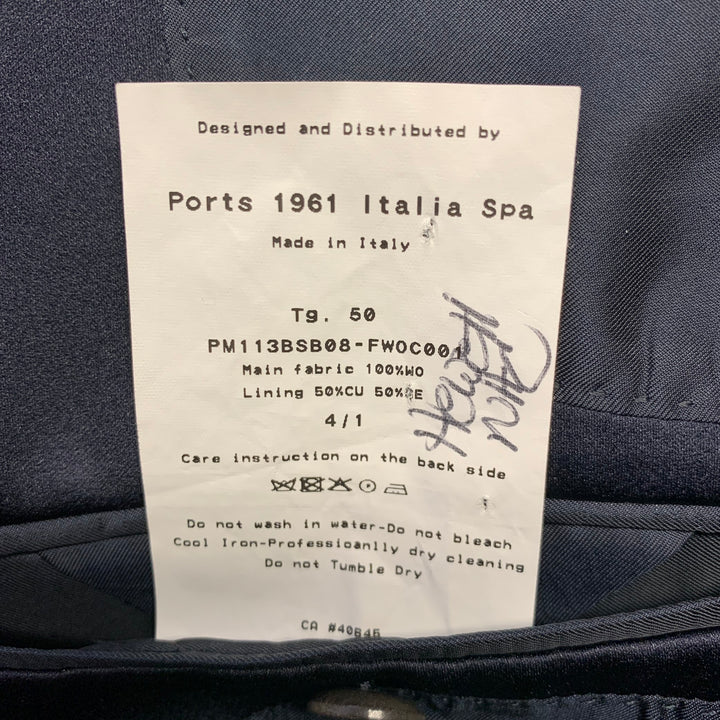 Designed and Distributed by
Ports 1961 Italia Spa
Made in Italy
Tg. 50
PM113BSB08-FW0C001
Main fabric 100%WO
Lining 50%CU 50%SE
4/1
Care instruction on the back side
Do not wash in water-Do not bleach
Cool Iron-Professioanlly dry cleaning
Do not Tumble Dry
CA #40645